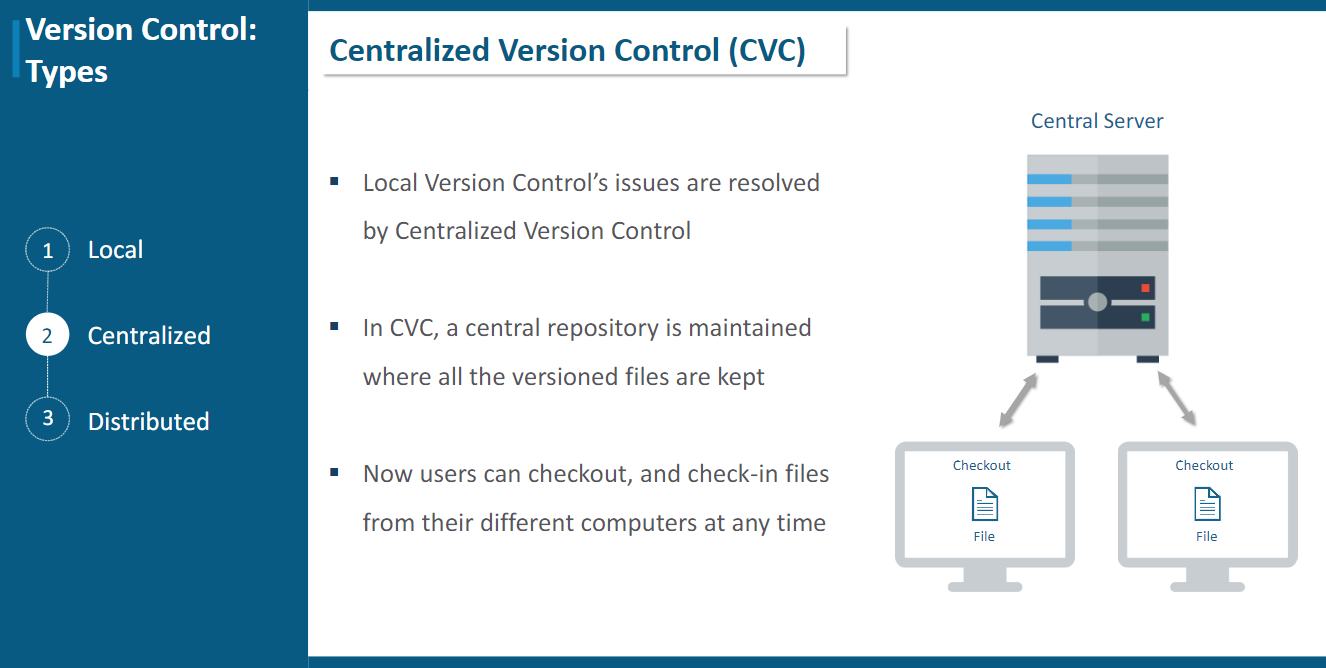 Version Control:
Types
1 Local
2 Centralized
3 Distributed
Centralized Version Control (CVC)
▪ Local Version Control’s issues are resolved
by Centralized Version Control
▪ In CVC, a central repository is maintained
where all the versioned files are kept
▪ Now users can checkout, and check-in files
from their different computers at any time
Central Server
Checkout
File
Checkout
File